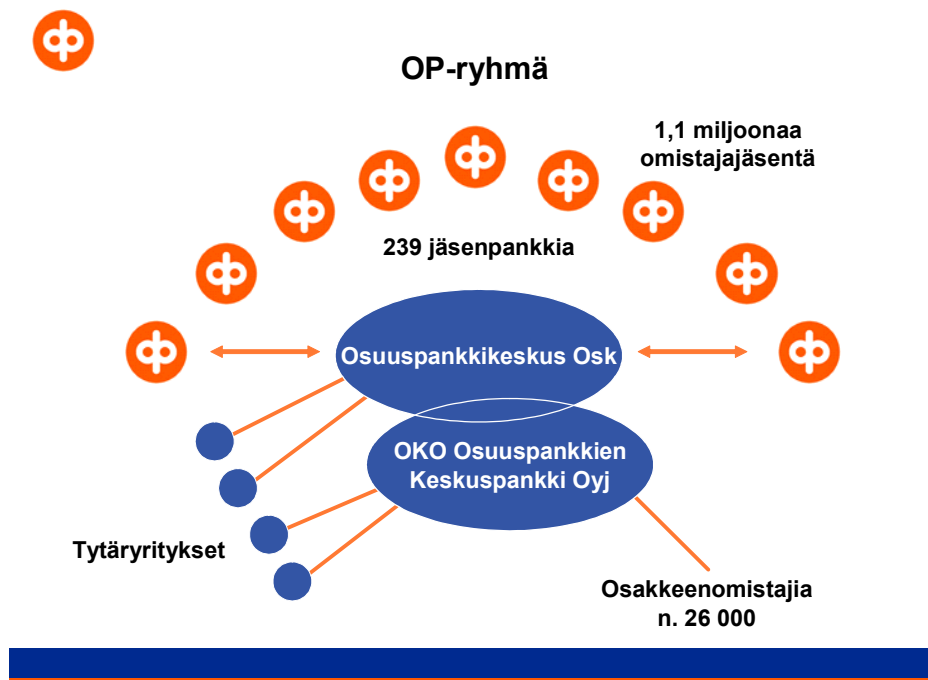 OP-ryhmä
1,1 miljoonaa
omistajajäsentä
239 jäsenpankkia
Osuuspankkikeskus Osk
OKO Osuuspankkien
Keskuspankki Oyj
Tytäryritykset
Osakkeenomistajia
n. 26 000